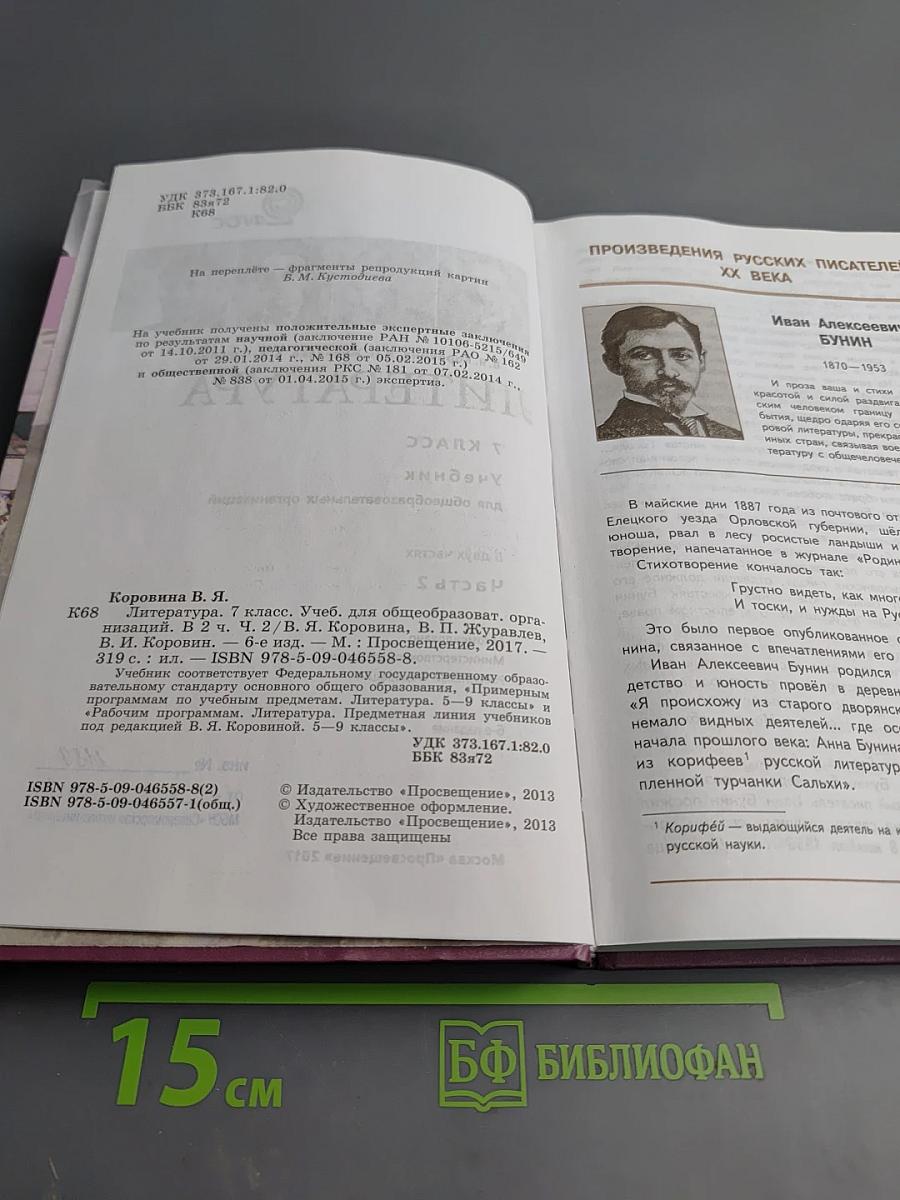 УДК 373.167.1:82.0
ББК 83я72
К68
На переплёте — фрагменты репродукций картин
Б. М. Кустодиева
На учебник получены положительные экспертные заключения
по результатам научной (заключение РАН № 10106-5215/649
от 14.10.2011 г.), педагогической (заключения РАО № 162
от 29.01.2014 г., № 168 от 05.02.2015 г.)
и общественной (заключения РКС № 181 от 07.02.2014 г.,
№ 838 от 01.04.2015 г.) экспертиз.
Коровина В. Я.
К68 Литература. 7 класс. Учеб. для общеобразоват. орга-
низаций. В 2 ч. Ч. 2 / В. Я. Коровина, В. П. Журавлев,
В. И. Коровин. — 6-е изд. — М. : Просвещение, 2017. —
319 с. : ил. — ISBN 978-5-09-046558-8.
Учебник соответствует Федеральному государственному образо-
вательному стандарту основного общего образования, «Примерным
программам по учебным предметам. Литература. 5—9 классы» и
«Рабочим программам. Литература. Предметная линия учебников
под редакцией В. Я. Коровиной. 5—9 классы».
УДК 373.167.1:82.0
ББК 83я72
ISBN 978-5-09-046558-8(2)
ISBN 978-5-09-046557-1(общ.)
© Издательство «Просвещение», 2013
© Художественное оформление.
Издательство «Просвещение», 2013
Все права защищены
ПРОИЗВЕДЕНИЯ РУССКИХ ПИСАТЕЛЕЙ
XX ВЕКА
Иван Алексеевич
БУНИН
1870—1953
И проза ваша и стихи
красотой и силой раздвига
ским человеком границу
бытия, щедро одаряя его со
ровой литературы, прекрас
иных стран, связывая вое
тературу с общечеловече
В майские дни 1887 года из почтового от
Елецкого уезда Орловской губернии, шёл
юноша, рвал в лесу росистые ландыши и
творение, напечатанное в журнале «Родин
Стихотворение кончалось так:
Грустно видеть, как мног
И тоски, и нужды на Рус
Это было первое опубликованное с
нина, связанное с впечатлениями его
Иван Алексеевич Бунин родился
детство и юность провёл в деревн
«Я происхожу из старого дворянск
немало видных деятелей... где осо
начала прошлого века: Анна Бунина
из корифеев¹ русской литератур
пленной турчанки Сальхи».
¹ Корифе́й — выдающийся деятель на к
русской науки.
15 см
БФ БИБЛИОФАН